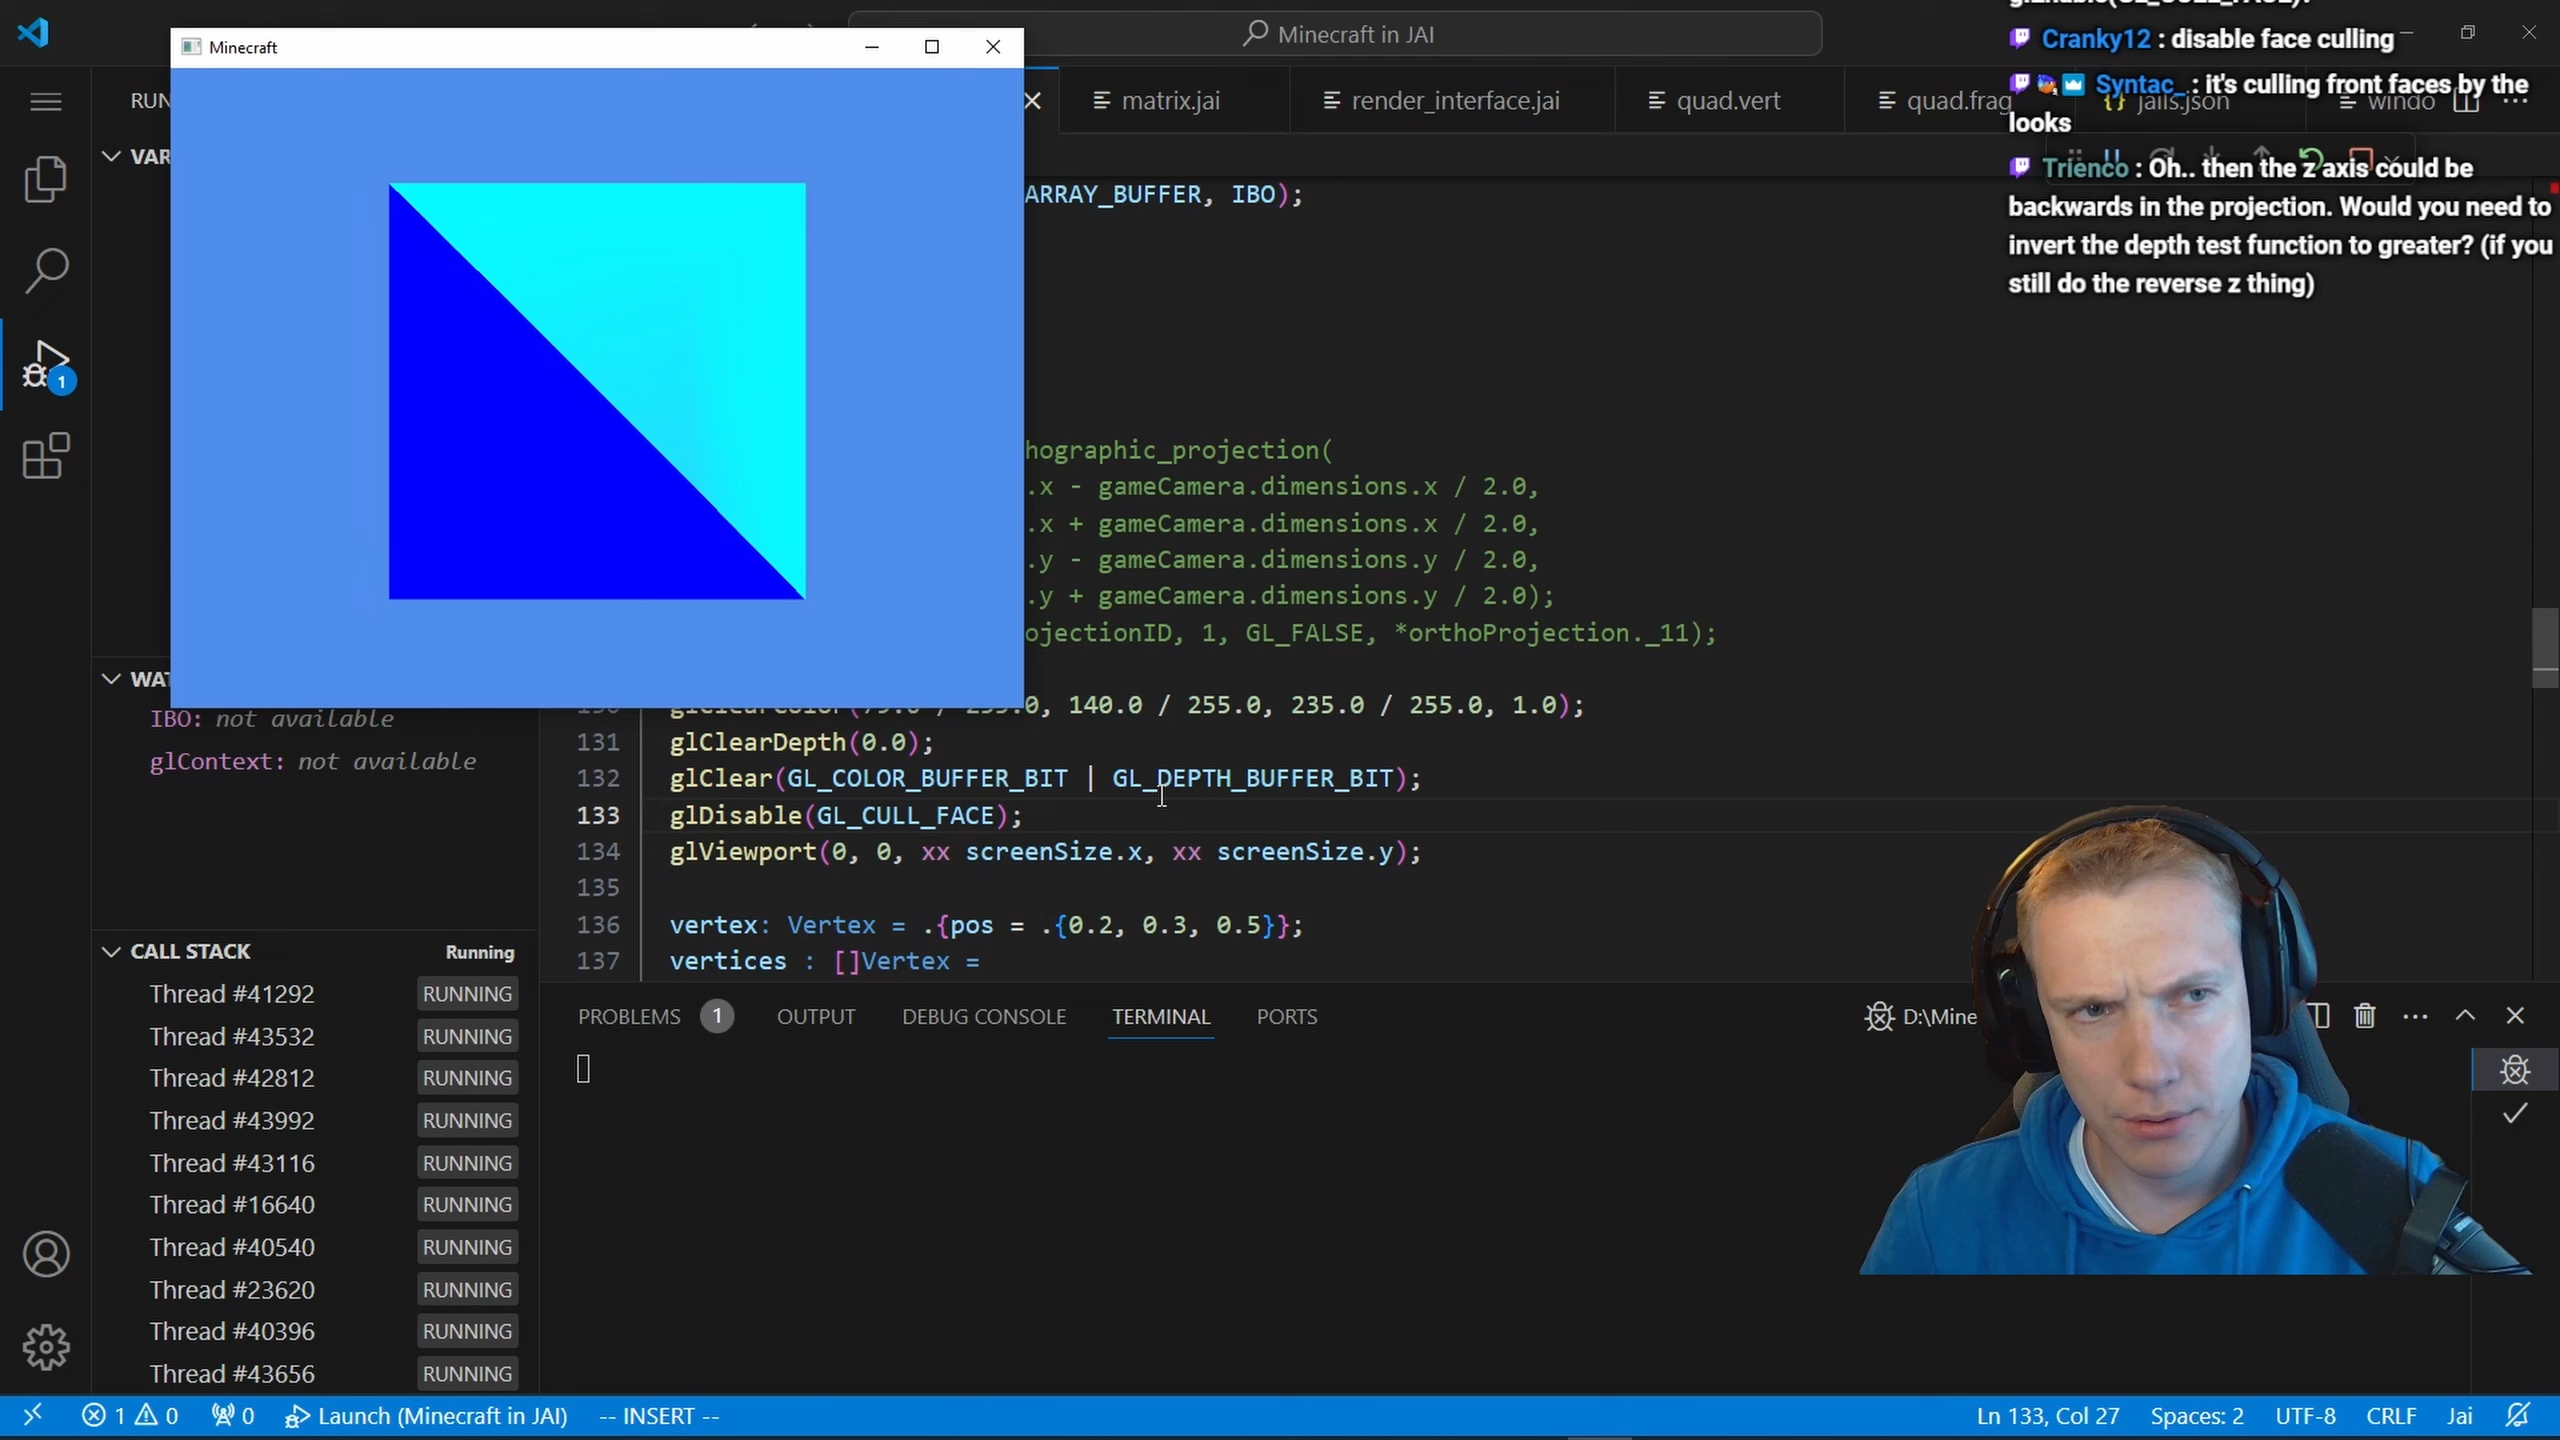 Minecraft
Minecraft in JAI
Cranky12 : disable face culling
Syntac_ : it's culling front faces by the
looks
Trienco : Oh.. then the z axis could be
backwards in the projection. Would you need to
invert the depth test function to greater? (if you
still do the reverse z thing)
RUN
matrix.jai
render_interface.jai
quad.vert
quad.frag
jails.json
windo
VAR
ARRAY_BUFFER, IBO);
hographic_projection(
.x - gameCamera.dimensions.x / 2.0,
.x + gameCamera.dimensions.x / 2.0,
.y - gameCamera.dimensions.y / 2.0,
.y + gameCamera.dimensions.y / 2.0);
ojectionID, 1, GL_FALSE, *orthoProjection._11);
0, 140.0 / 255.0, 235.0 / 255.0, 1.0);
131 glClearDepth(0.0);
132 glClear(GL_COLOR_BUFFER_BIT | GL_DEPTH_BUFFER_BIT);
133 glDisable(GL_CULL_FACE);
134 glViewport(0, 0, xx screenSize.x, xx screenSize.y);
135
136 vertex: Vertex = .{pos = .{0.2, 0.3, 0.5}};
137 vertices : []Vertex =
WAT
IBO: not available
glContext: not available
CALL STACK Running
Thread #41292 RUNNING
Thread #43532 RUNNING
Thread #42812 RUNNING
Thread #43992 RUNNING
Thread #43116 RUNNING
Thread #16640 RUNNING
Thread #40540 RUNNING
Thread #23620 RUNNING
Thread #40396 RUNNING
Thread #43656 RUNNING
PROBLEMS 1 OUTPUT DEBUG CONSOLE TERMINAL PORTS
D:\Mine
1
1 0 0 Launch (Minecraft in JAI) -- INSERT --
Ln 133, Col 27 Spaces: 2 UTF-8 CRLF Jai